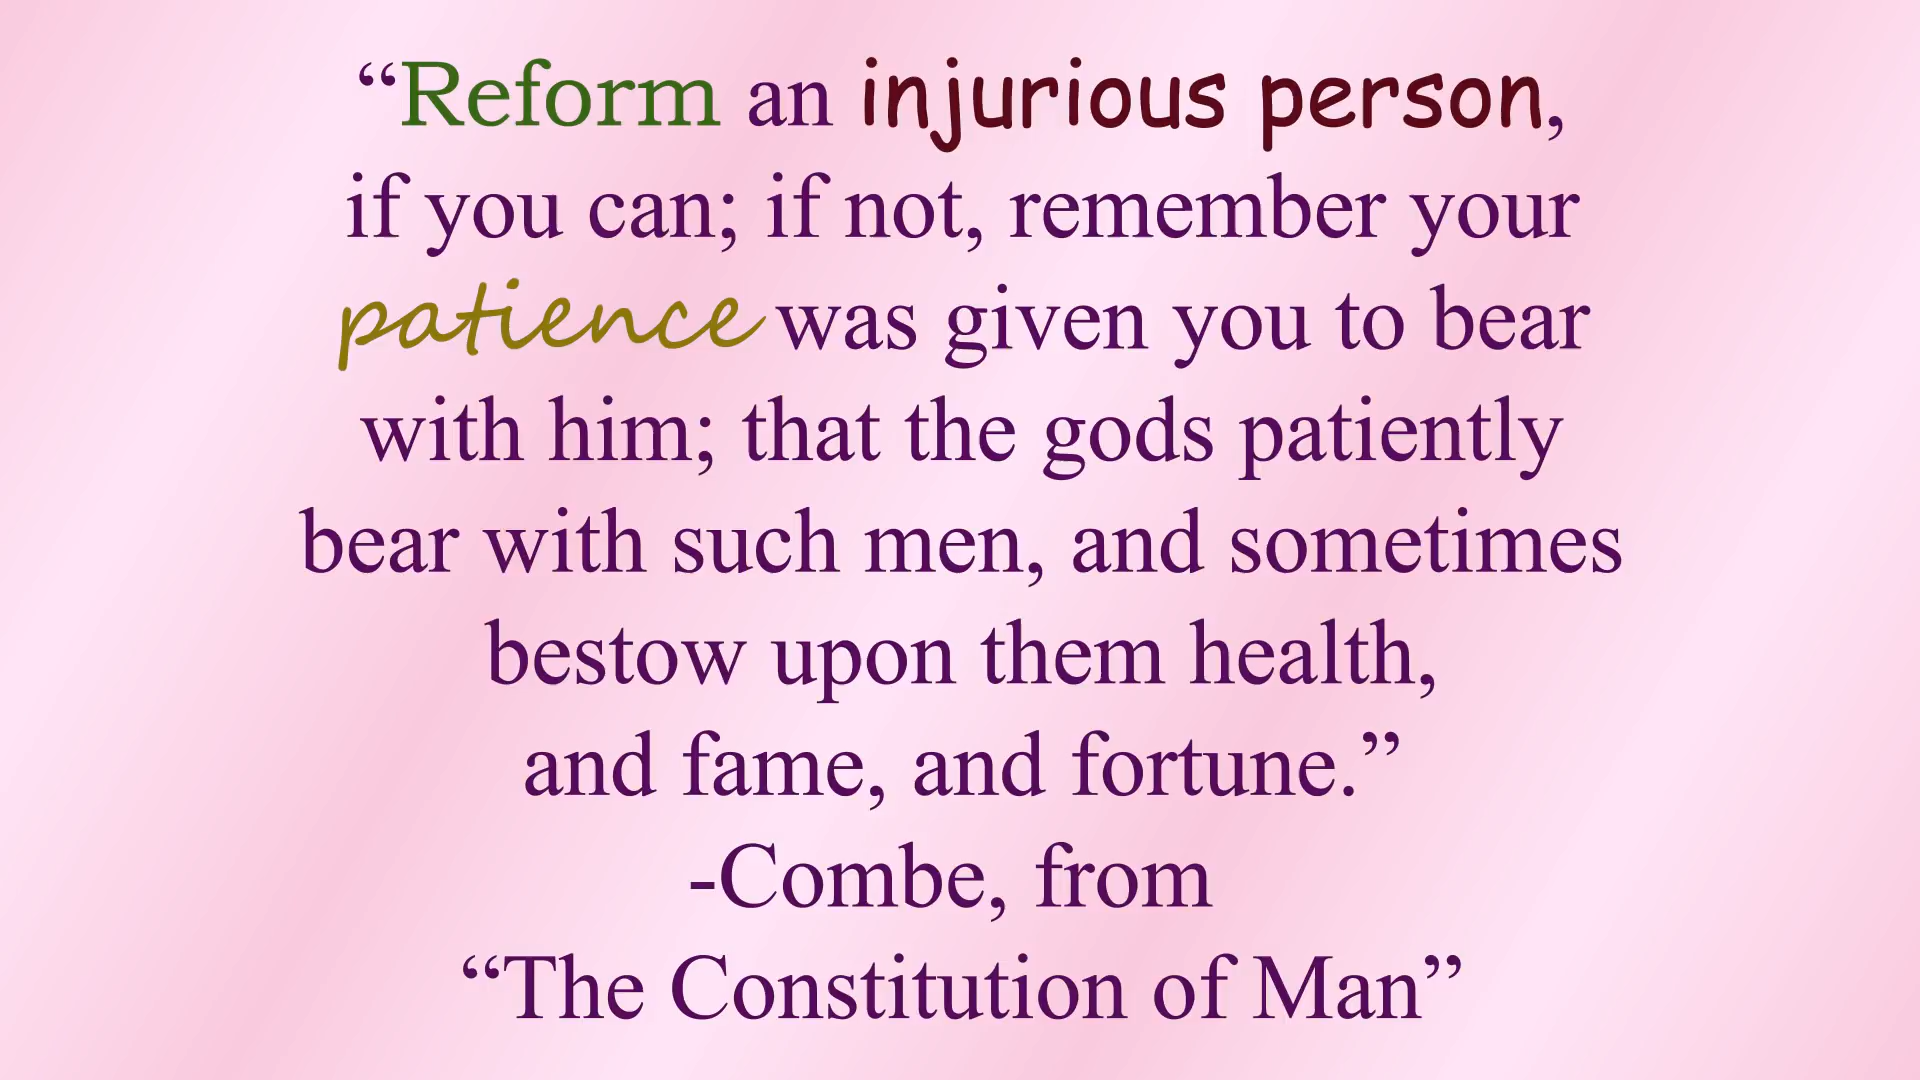 “Reform an injurious person,
if you can; if not, remember your
patience was given you to bear
with him; that the gods patiently
bear with such men, and sometimes
bestow upon them health,
and fame, and fortune.”
-Combe, from
“The Constitution of Man”